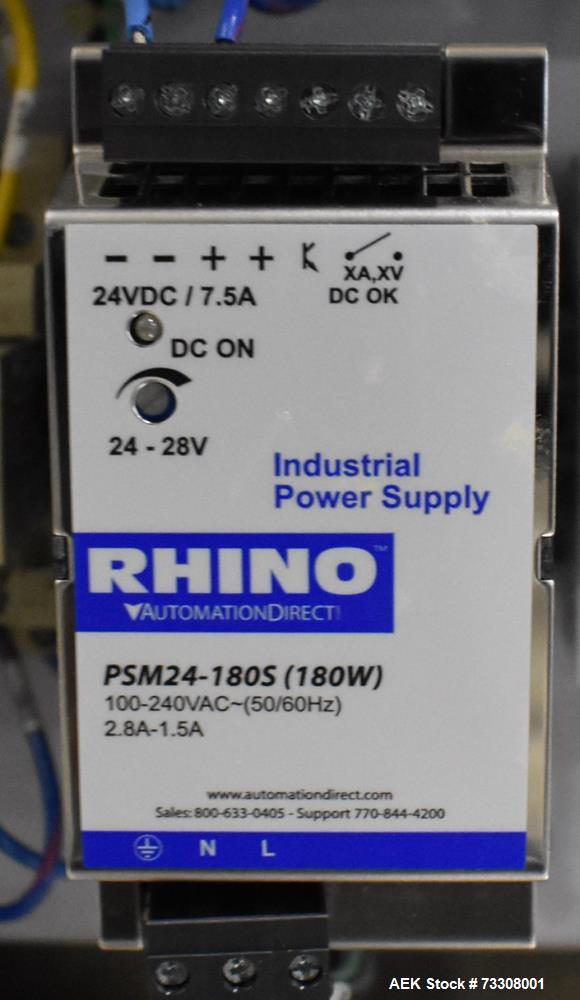 - - + +
XA,XV
24VDC / 7.5A DC OK
DC ON
24 - 28V
Industrial
Power Supply
RHINO™
AUTOMATIONDIRECT!
PSM24-180S (180W)
100-240VAC~(50/60Hz)
2.8A-1.5A
www.automationdirect.com
Sales: 800-633-0405 - Support 770-844-4200
N L
AEK Stock # 73308001